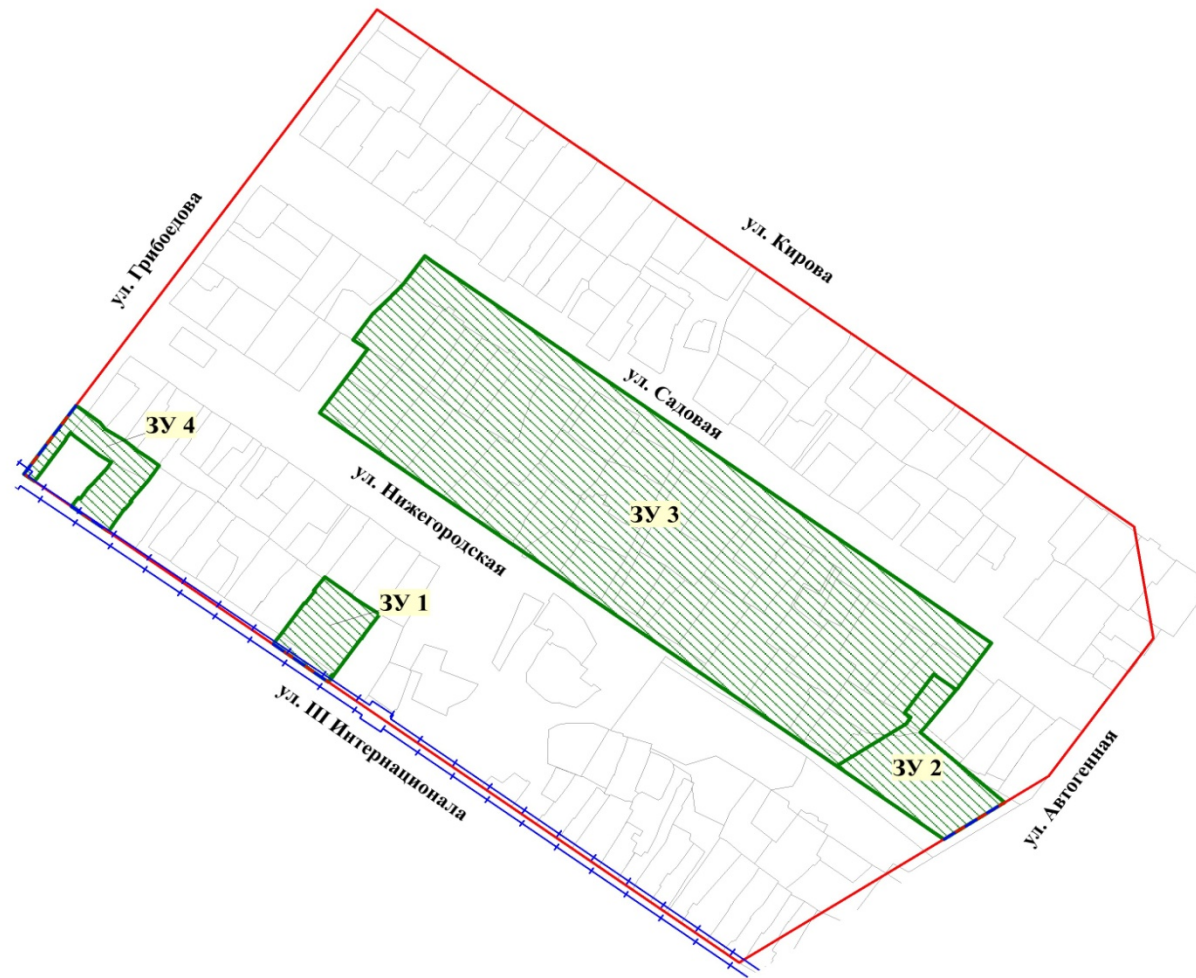 ул. Кирова
ул. Грибоедова
ул. Садовая
ЗУ 4
ул. Нижегородская
ЗУ 3
ЗУ 1
ул. III Интернационала
ЗУ 2
ул. Автогенная